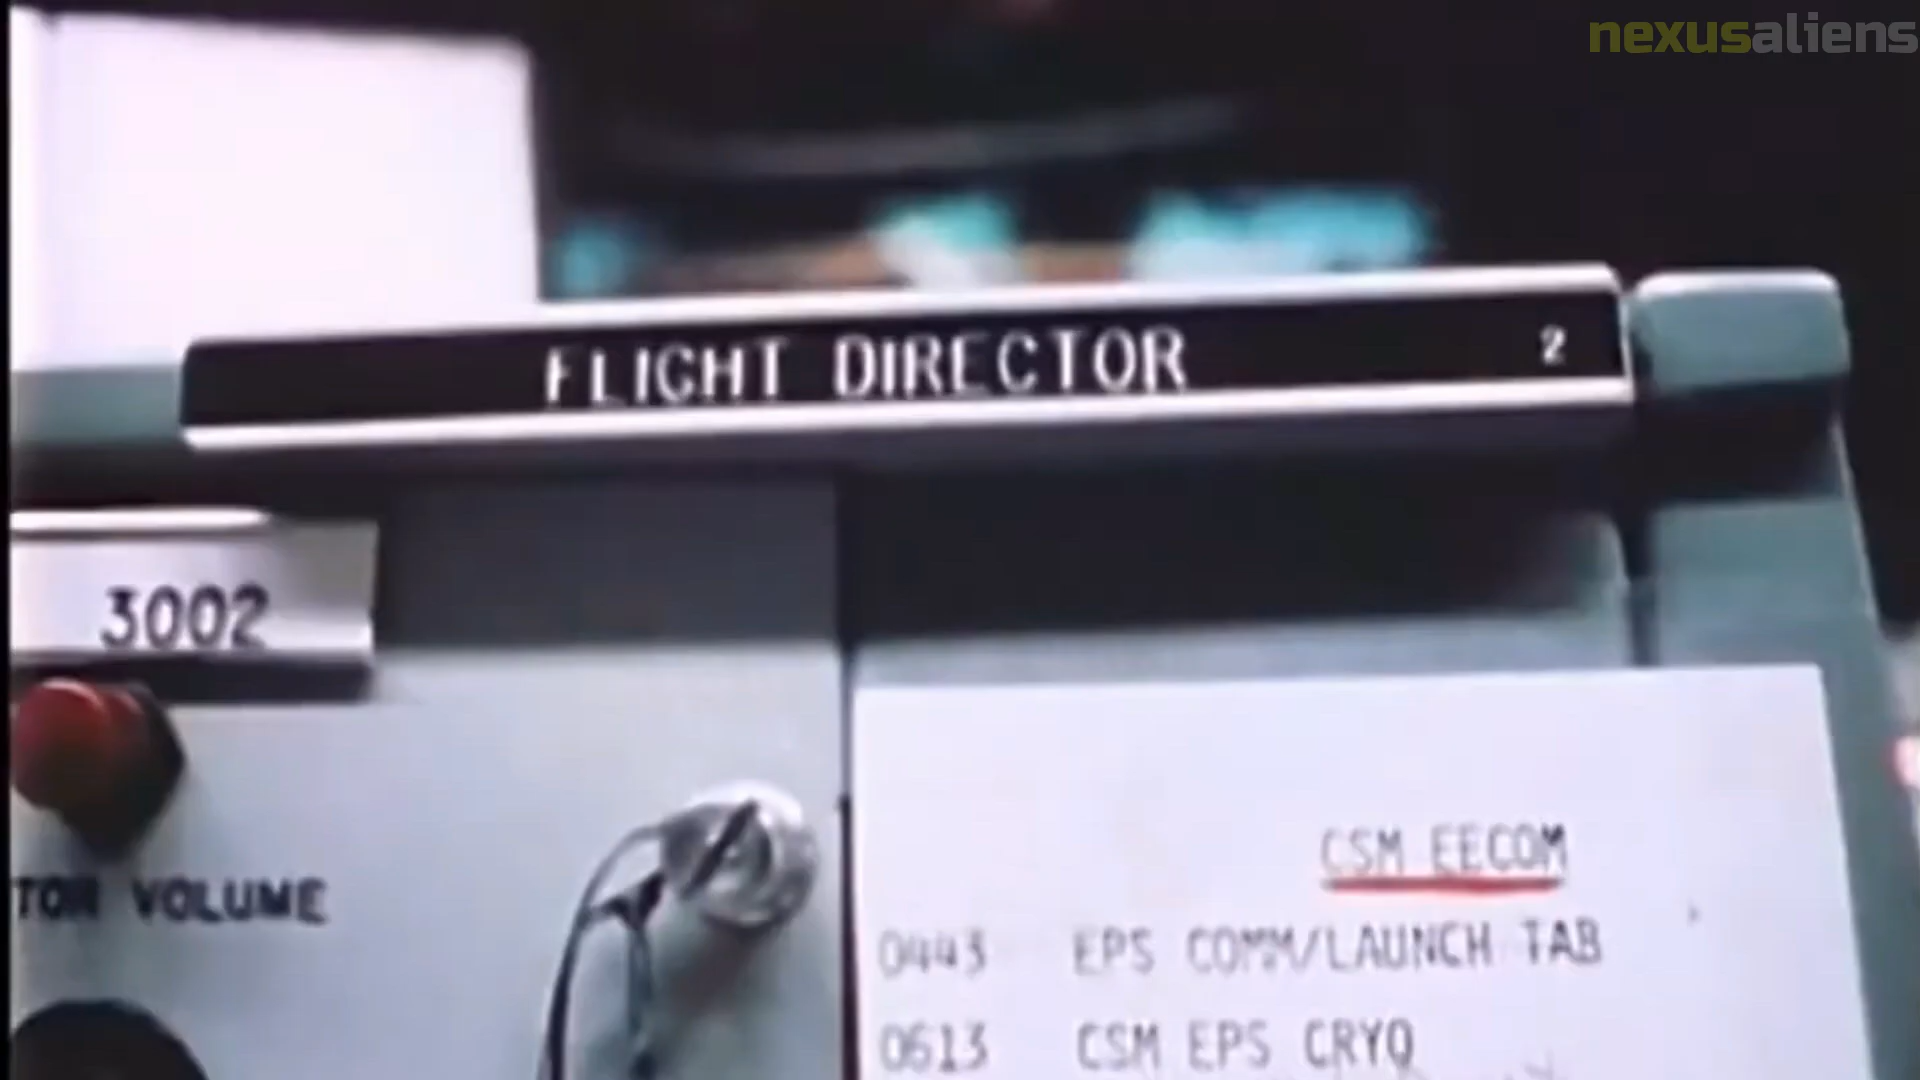 nexusaliens
FLIGHT DIRECTOR 2
3002
TOR VOLUME
CSM EECOM
0443 EPS COMM/LAUNCH TAB
0613 CSM EPS CRYO